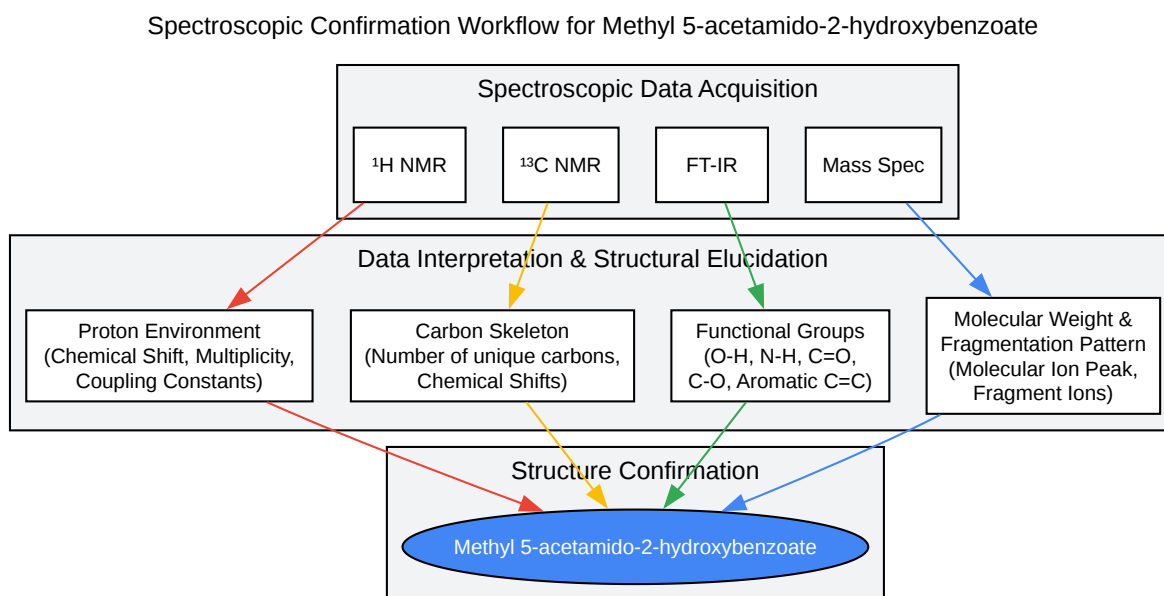 Spectroscopic Confirmation Workflow for Methyl 5-acetamido-2-hydroxybenzoate
Spectroscopic Data Acquisition
¹H NMR
¹³C NMR
FT-IR
Mass Spec
Data Interpretation & Structural Elucidation
Proton Environment
(Chemical Shift, Multiplicity,
Coupling Constants)
Carbon Skeleton
(Number of unique carbons,
Chemical Shifts)
Functional Groups
(O-H, N-H, C=O,
C-O, Aromatic C=C)
Molecular Weight &
Fragmentation Pattern
(Molecular Ion Peak,
Fragment Ions)
Structure Confirmation
Methyl 5-acetamido-2-hydroxybenzoate